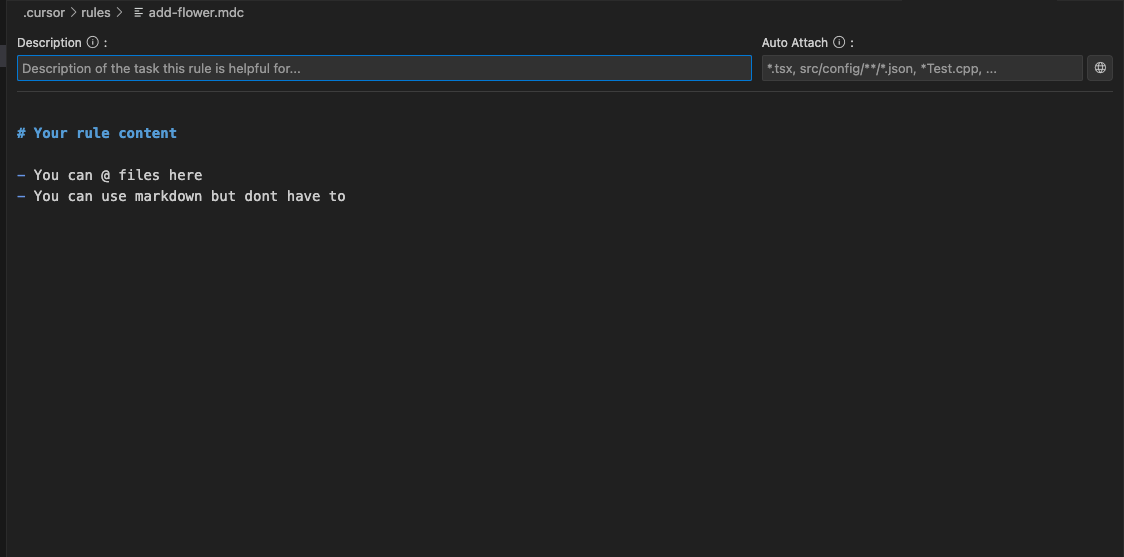 .cursor > rules > add-flower.mdc
Description : Auto Attach :
Description of the task this rule is helpful for... *.tsx, src/config/**/*.json, *Test.cpp, ...
# Your rule content
- You can @ files here
- You can use markdown but dont have to